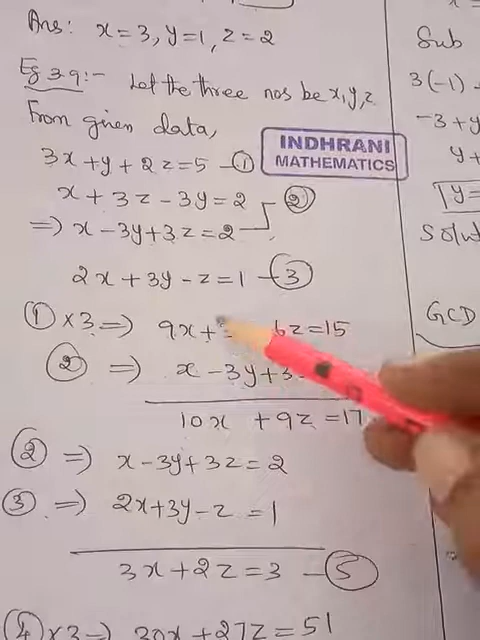 Ans: x=3, y=1, z=2
Eg 3.9:- Let the three nos be x,y,z
From given data,
INDHRANI
MATHEMATICS
3x+y+2z=5 - ①
x+3z-3y=2
=> x-3y+3z=2 - ②
2x+3y-z=1 - ③
① ×3=> 9x+ 6z=15
② => x-3y+3
10x +9z =17
② => x-3y+3z=2
③ => 2x+3y-z=1
3x+2z=3 - ⑤
④×3=> 30x+27z=51
Sub
3(-1)
-3+y
y+
y=
Solu
GCD